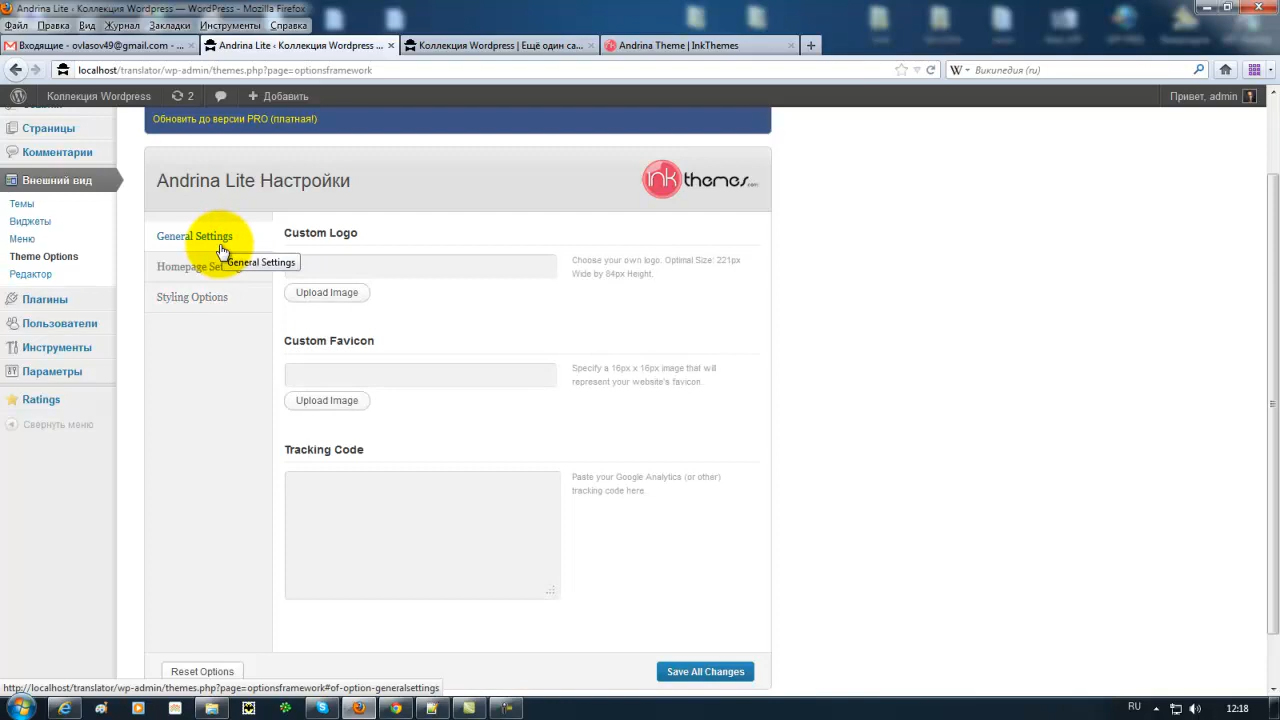 Andrina Lite ‹ Коллекция Wordpress — WordPress - Mozilla Firefox
Файл Правка Вид Журнал Закладки Инструменты Справка
Входящие - ovlasov49@gmail.com - ...
Andrina Lite ‹ Коллекция Wordpress...
Коллекция Wordpress | Ещё один са...
Andrina Theme | InkThemes
localhost/translator/wp-admin/themes.php?page=optionsframework
Википедия (ru)
Коллекция Wordpress 2 Добавить
Привет, admin
Страницы
Комментарии
Внешний вид
Темы
Виджеты
Меню
Theme Options
Редактор
Плагины
Пользователи
Инструменты
Параметры
Ratings
Свернуть меню
Обновить до версии PRO (платная!)
Andrina Lite Настройки
inkthemes.com
General Settings
General Settings
Homepage
Styling Options
Custom Logo
Choose your own logo. Optimal Size: 221px
Wide by 84px Height.
Upload Image
Custom Favicon
Specify a 16px x 16px image that will
represent your website's favicon.
Upload Image
Tracking Code
Paste your Google Analytics (or other)
tracking code here
Reset Options
Save All Changes
http://localhost/translator/wp-admin/themes.php?page=optionsframework#of-option-generalsettings
RU
12:18